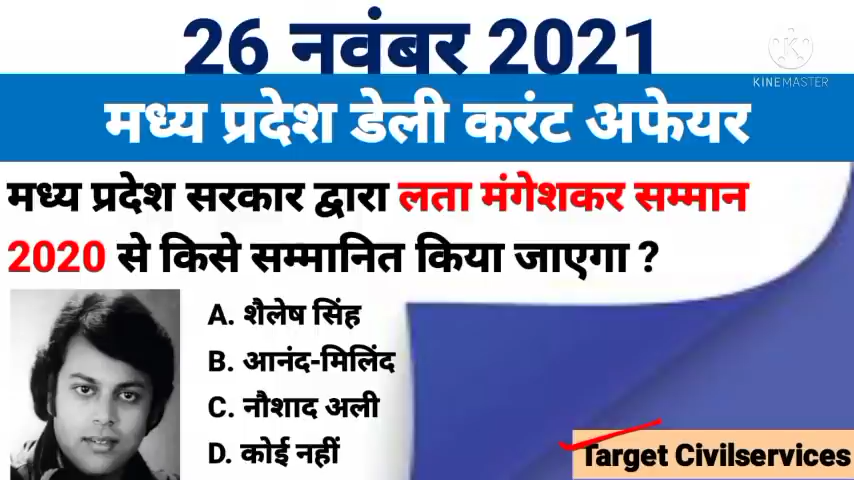 26 नवंबर 2021
KINEMASTER
मध्य प्रदेश डेली करंट अफेयर
मध्य प्रदेश सरकार द्वारा लता मंगेशकर सम्मान
2020 से किसे सम्मानित किया जाएगा ?
A. शैलेष सिंह
B. आनंद-मिलिंद
C. नौशाद अली
D. कोई नहीं
Target Civilservices